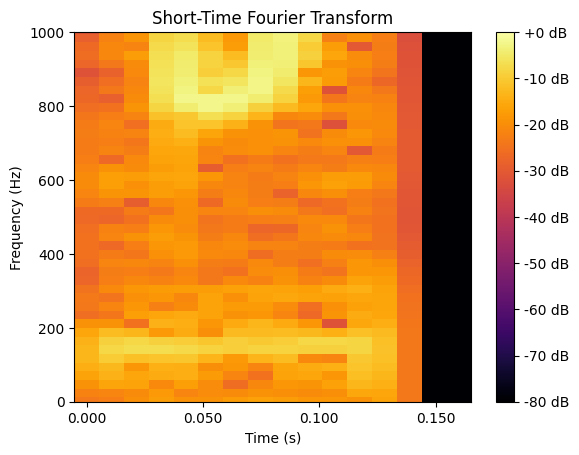 Short-Time Fourier Transform
1000
800
600
400
200
0
Frequency (Hz)
0.000
0.050
0.100
0.150
Time (s)
+0 dB
-10 dB
-20 dB
-30 dB
-40 dB
-50 dB
-60 dB
-70 dB
-80 dB